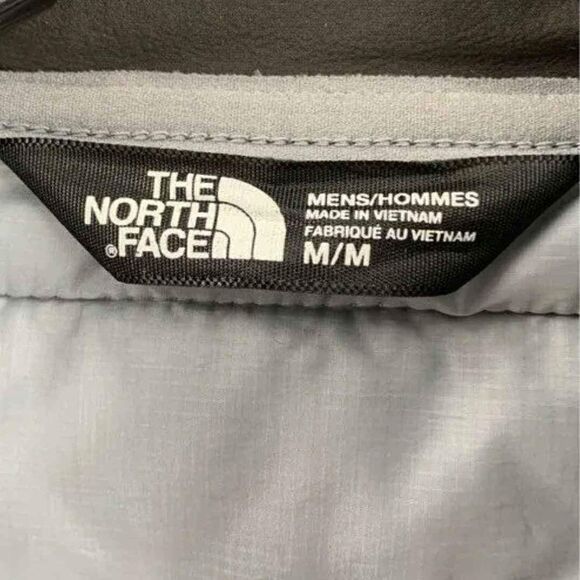 THE
NORTH
®FACE
MENS/HOMMES
MADE IN VIETNAM
FABRIQUÉ AU VIETNAM
M/M